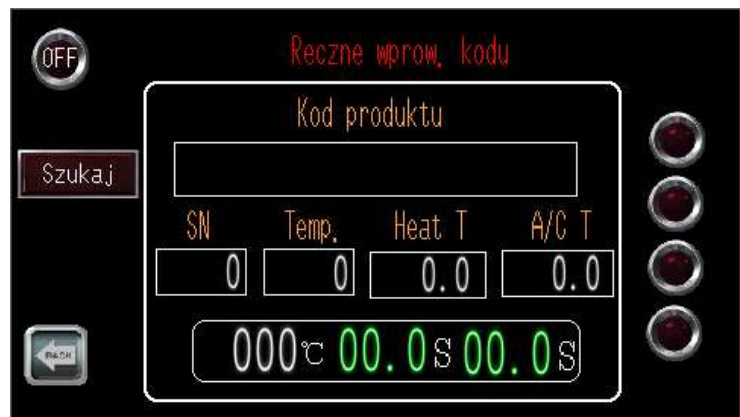 OFF
Reczne wprow. kodu
Kod produktu
Szukaj
SN Temp. Heat T A/C T
0 0 0.0 0.0
000℃ 00.0S 00.0S
BACK